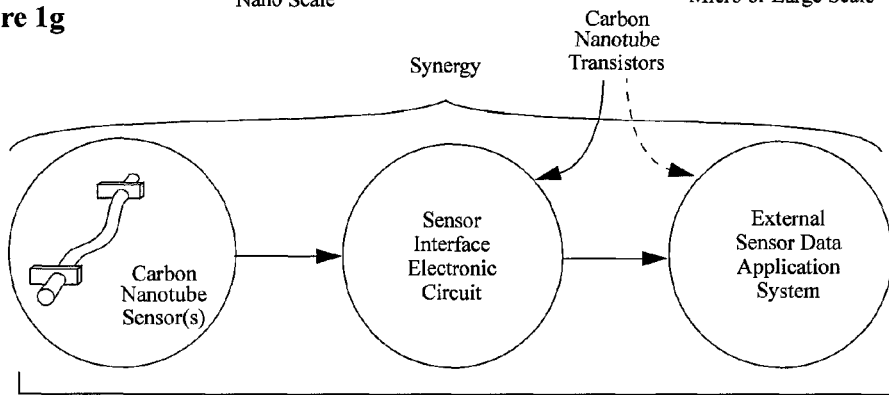 re 1g
Nano Scale
Micro or Large Scale
Carbon
Nanotube
Transistors
Synergy
Carbon
Nanotube
Sensor(s)
Sensor
Interface
Electronic
Circuit
External
Sensor Data
Application
System